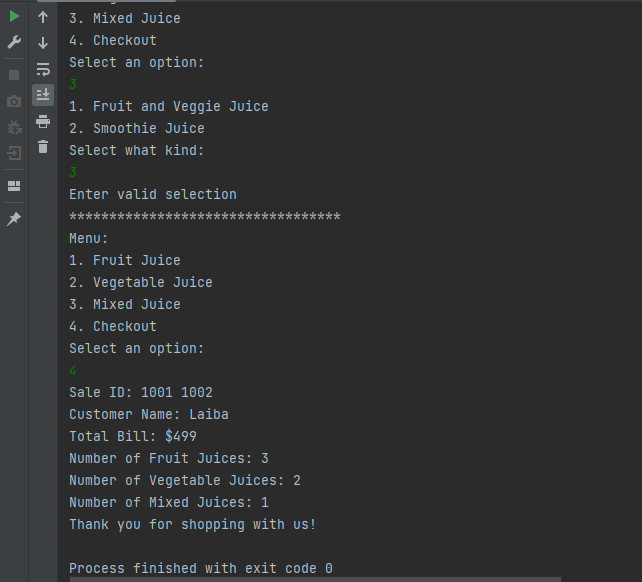 3. Mixed Juice
4. Checkout
Select an option:
3
1. Fruit and Veggie Juice
2. Smoothie Juice
Select what kind:
3
Enter valid selection
**********************************
Menu:
1. Fruit Juice
2. Vegetable Juice
3. Mixed Juice
4. Checkout
Select an option:
4
Sale ID: 1001 1002
Customer Name: Laiba
Total Bill: $499
Number of Fruit Juices: 3
Number of Vegetable Juices: 2
Number of Mixed Juices: 1
Thank you for shopping with us!
Process finished with exit code 0